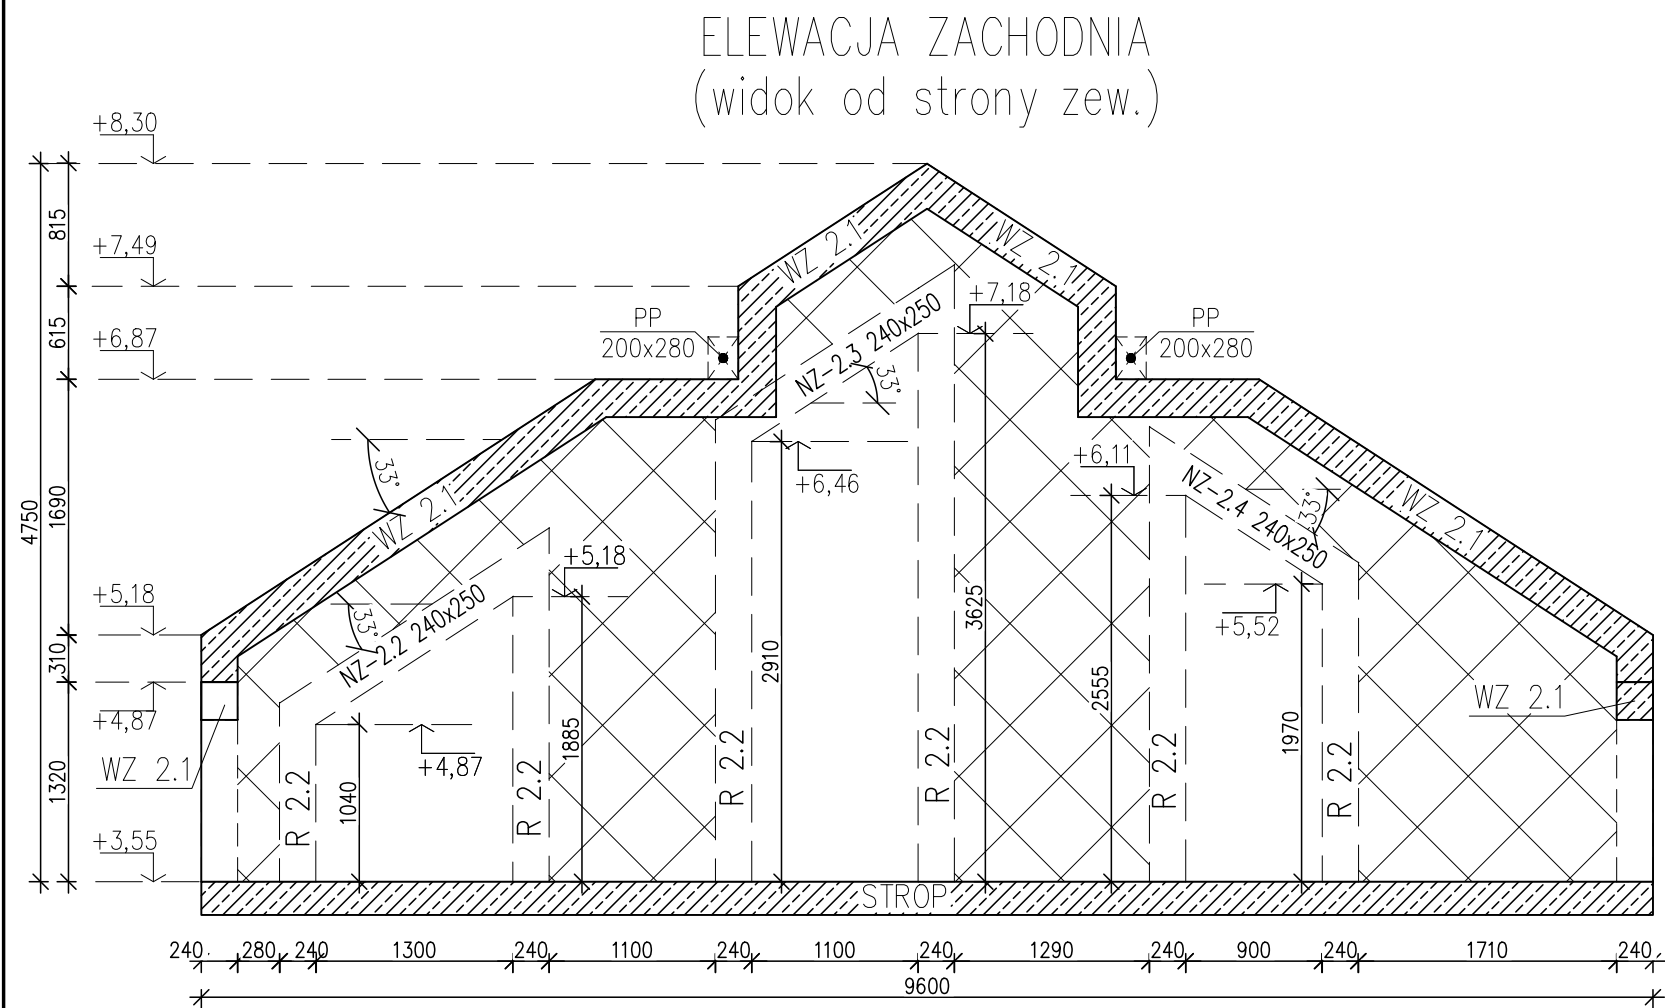 ELEWACJA ZACHODNIA
(widok od strony zew.)
+8,30
815
+7,49
WZ 2.1
WZ 2.1
615
+7,18
PP
200x280
PP
200x280
+6,87
NZ-2.3 240x250
33°
4750
1690
33°
WZ 2.1
+6,46
+6,11
NZ-2.4 240x250
33°
WZ 2.1
+5,18
+5,18
310
33°
NZ-2.2 240x250
3625
+5,52
2910
2555
WZ 2.1
+4,87
1885
1970
+4,87
WZ 2.1
1320
1040
R 2.2
R 2.2
R 2.2
R 2.2
R 2.2
R 2.2
+3,55
STROP
240 280 240 1300 240 1100 240 1100 240 1290 240 900 240 1710 240
9600